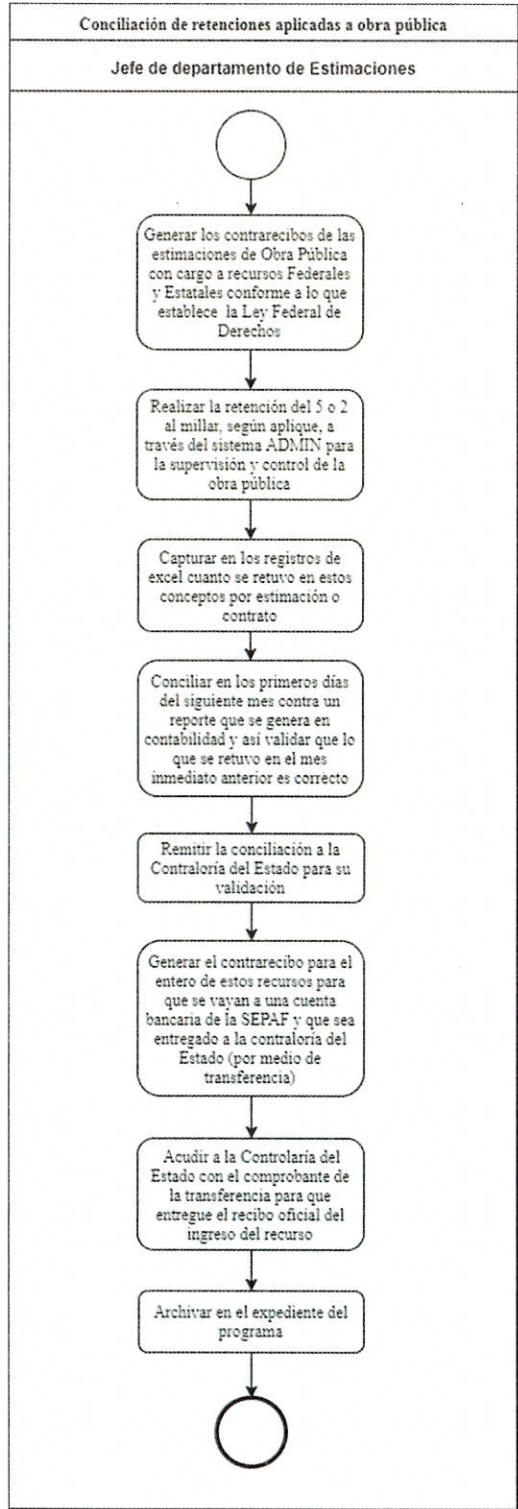 Conciliación de retenciones aplicadas a obra pública
Jefe de departamento de Estimaciones
Generar los contrarecibos de las
estimaciones de Obra Pública
con cargo a recursos Federales
y Estatales conforme a lo que
establece la Ley Federal de
Derechos
Realizar la retención del 5 o 2
al millar, según aplique, a
través del sistema ADMIN para
la supervisión y control de la
obra pública
Capturar en los registros de
excel cuanto se retuvo en estos
conceptos por estimación o
contrato
Conciliar en los primeros días
del siguiente mes contra un
reporte que se genera en
contabilidad y así validar que lo
que se retuvo en el mes
inmediato anterior es correcto
Remitir la conciliación a la
Contraloría del Estado para su
validación
Generar el contrarecibo para el
entero de estos recursos para
que se vayan a una cuenta
bancaria de la SEPAF y que sea
entregado a la contraloría del
Estado (por medio de
transferencia)
Acudir a la Controlaría del
Estado con el comprobante de
la transferencia para que
entregue el recibo oficial del
ingreso del recurso
Archivar en el expediente del
programa